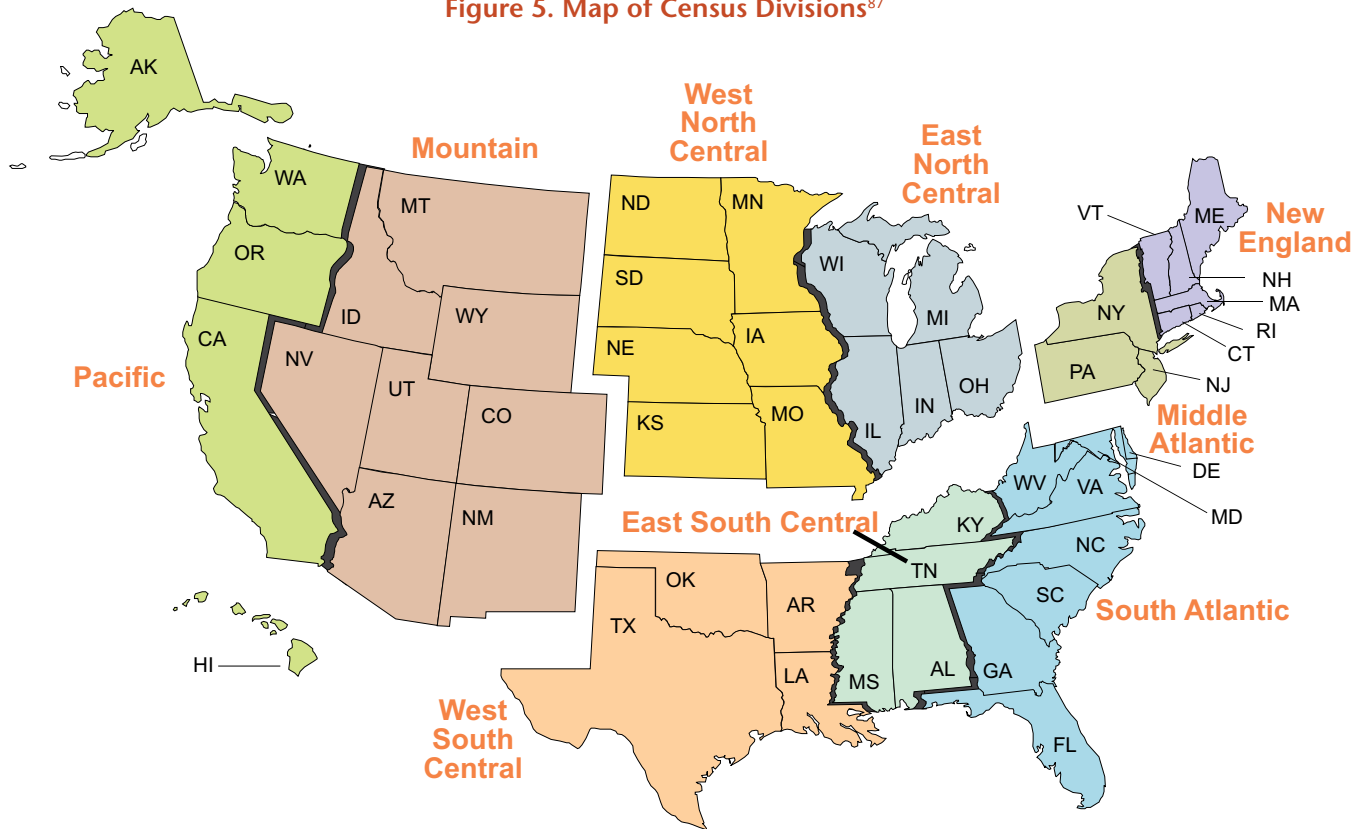 Figure 5. Map of Census Divisions87
AK
West
North
Central
East
North
Central
Mountain
WA
MT
ND
MN
VT
ME
New
England
OR
WI
SD
NH
MA
ID
WY
NY
MI
RI
CA
NV
NE
IA
CT
Pacific
UT
PA
NJ
OH
CO
IN
KS
MO
Middle
Atlantic
IL
DE
WV
VA
AZ
NM
MD
East South Central
KY
NC
TN
OK
AR
SC
South Atlantic
TX
HI
LA
MS
AL
GA
West
South
Central
FL